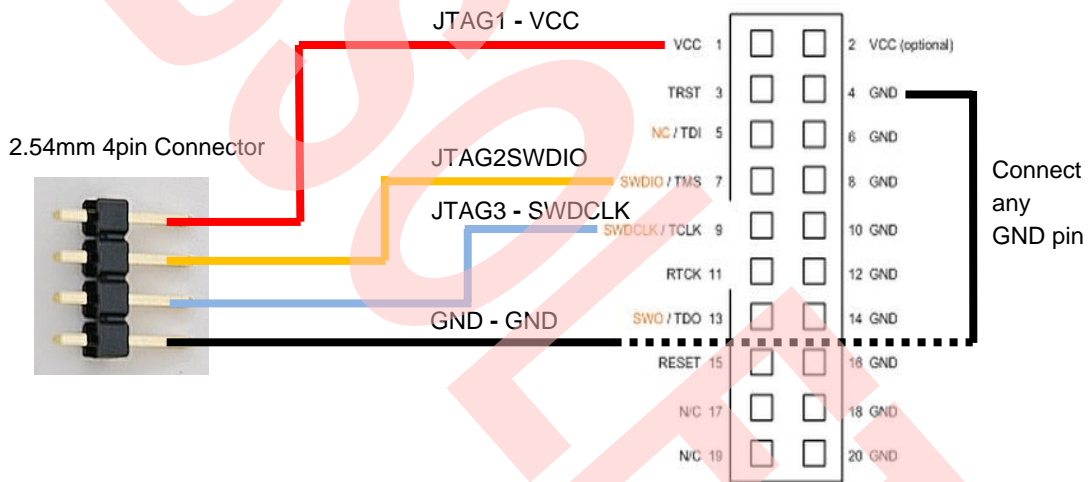 JTAG1 - VCC
2.54mm 4pin Connector
JTAG2SWDIO
JTAG3 - SWDCLK
GND - GND
VCC 1
2 VCC (optional)
TRST 3
4 GND
NC / TDI 5
6 GND
SWDIO / TMS 7
8 GND
SWDCLK / TCLK 9
10 GND
RTCK 11
12 GND
SWO / TDO 13
14 GND
RESET 15
16 GND
N/C 17
18 GND
N/C 19
20 GND
Connect
any
GND pin